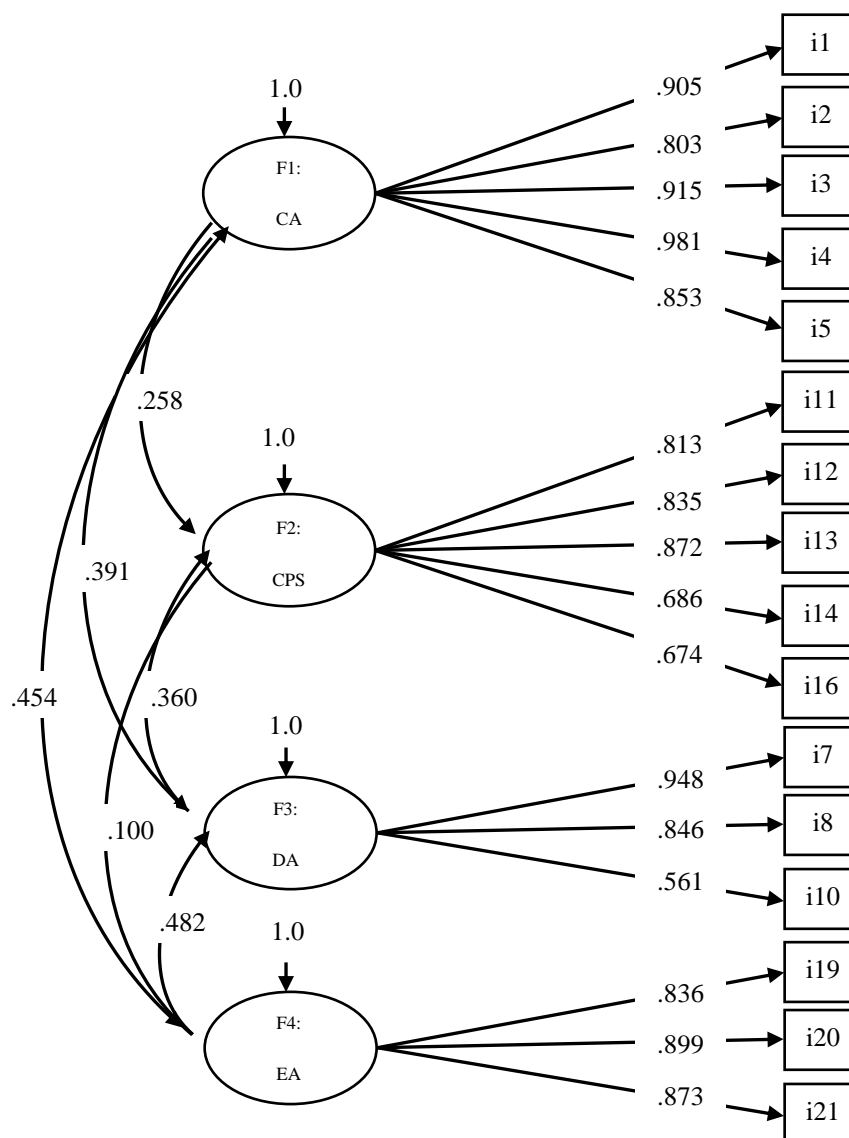 i1
1.0
.905
i2
.803
F1:
CA
.915
i3
.981
i4
.853
i5
.258
i11
1.0
.813
i12
.835
F2:
CPS
.872
i13
.391
.686
i14
.674
i16
.454
.360
1.0
i7
.948
F3:
DA
.846
i8
.100
.561
i10
.482
1.0
i19
.836
F4:
EA
.899
i20
.873
i21